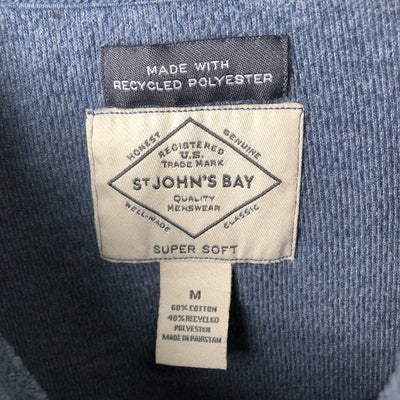 MADE WITH
RECYCLED POLYESTER
HONEST
GENUINE
REGISTERED
U.S.
TRADE MARK
ST JOHN'S BAY
QUALITY
MENSWEAR
WELL-MADE
CLASSIC
SUPER SOFT
M
60% COTTON
40% RECYCLED
POLYESTER
MADE IN PAKISTAN